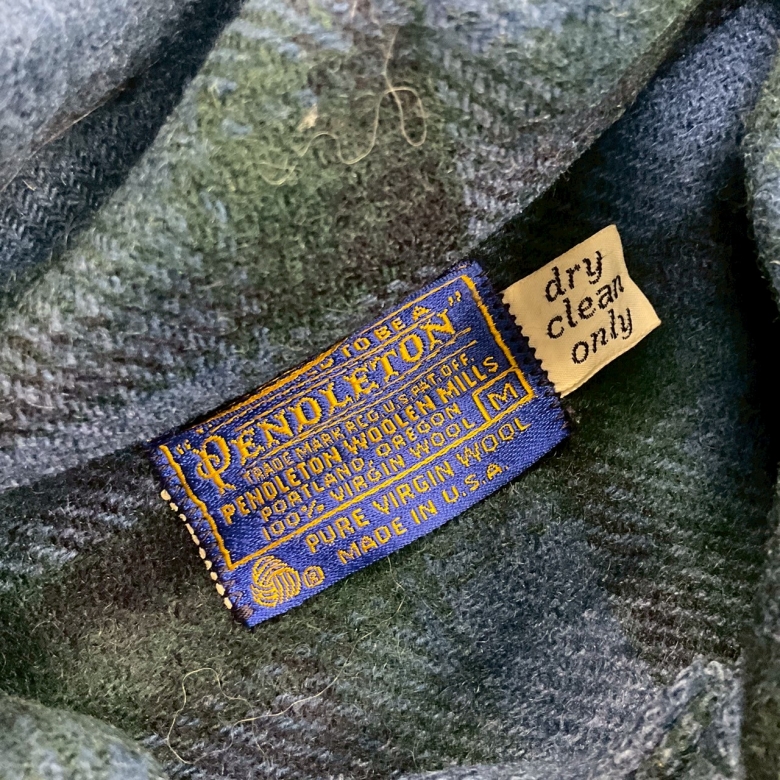 TO BE A
"PENDLETON"
TRADE MARK REG. U.S. PAT. OFF.
PENDLETON WOOLEN MILLS
PORTLAND, OREGON
100% VIRGIN WOOL M
PURE VIRGIN WOOL
® MADE IN U.S.A.
dry
clean
only